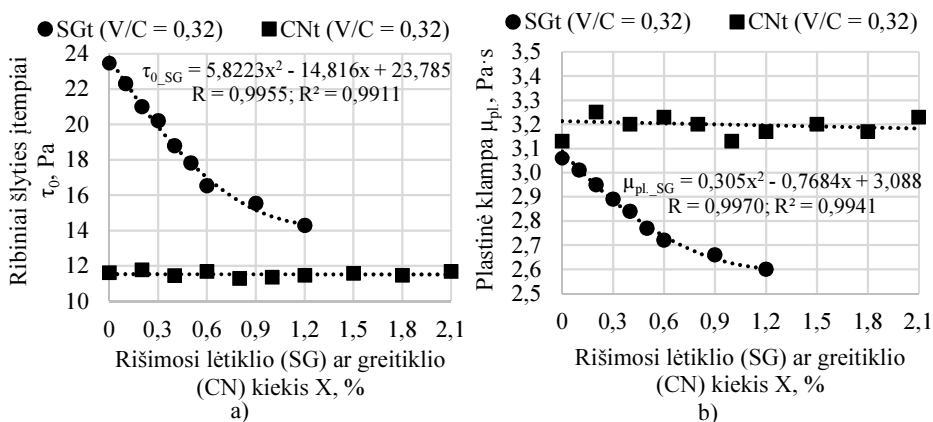 SGt (V/C = 0,32) CNt (V/C = 0,32)
Ribiniai šlyties įtempiai
τ₀, Pa
24
22
20
18
16
14
12
10
τ₀_SG = 5,8223x² - 14,816x + 23,785
R = 0,9955; R² = 0,9911
0 0,3 0,6 0,9 1,2 1,5 1,8 2,1
Rišimosi lėtiklio (SG) ar greitiklio
(CN) kiekis X, %
a)
SGt (V/C = 0,32) CNt (V/C = 0,32)
Plastinė klampa μpl., Pa·s
3,5
3,4
3,3
3,2
3,1
3,0
2,9
2,8
2,7
2,6
2,5
μpl._SG = 0,305x² - 0,7684x + 3,088
R = 0,9970; R² = 0,9941
0 0,3 0,6 0,9 1,2 1,5 1,8 2,1
Rišimosi lėtiklio (SG) ar greitiklio
(CN) kiekis X, %
b)